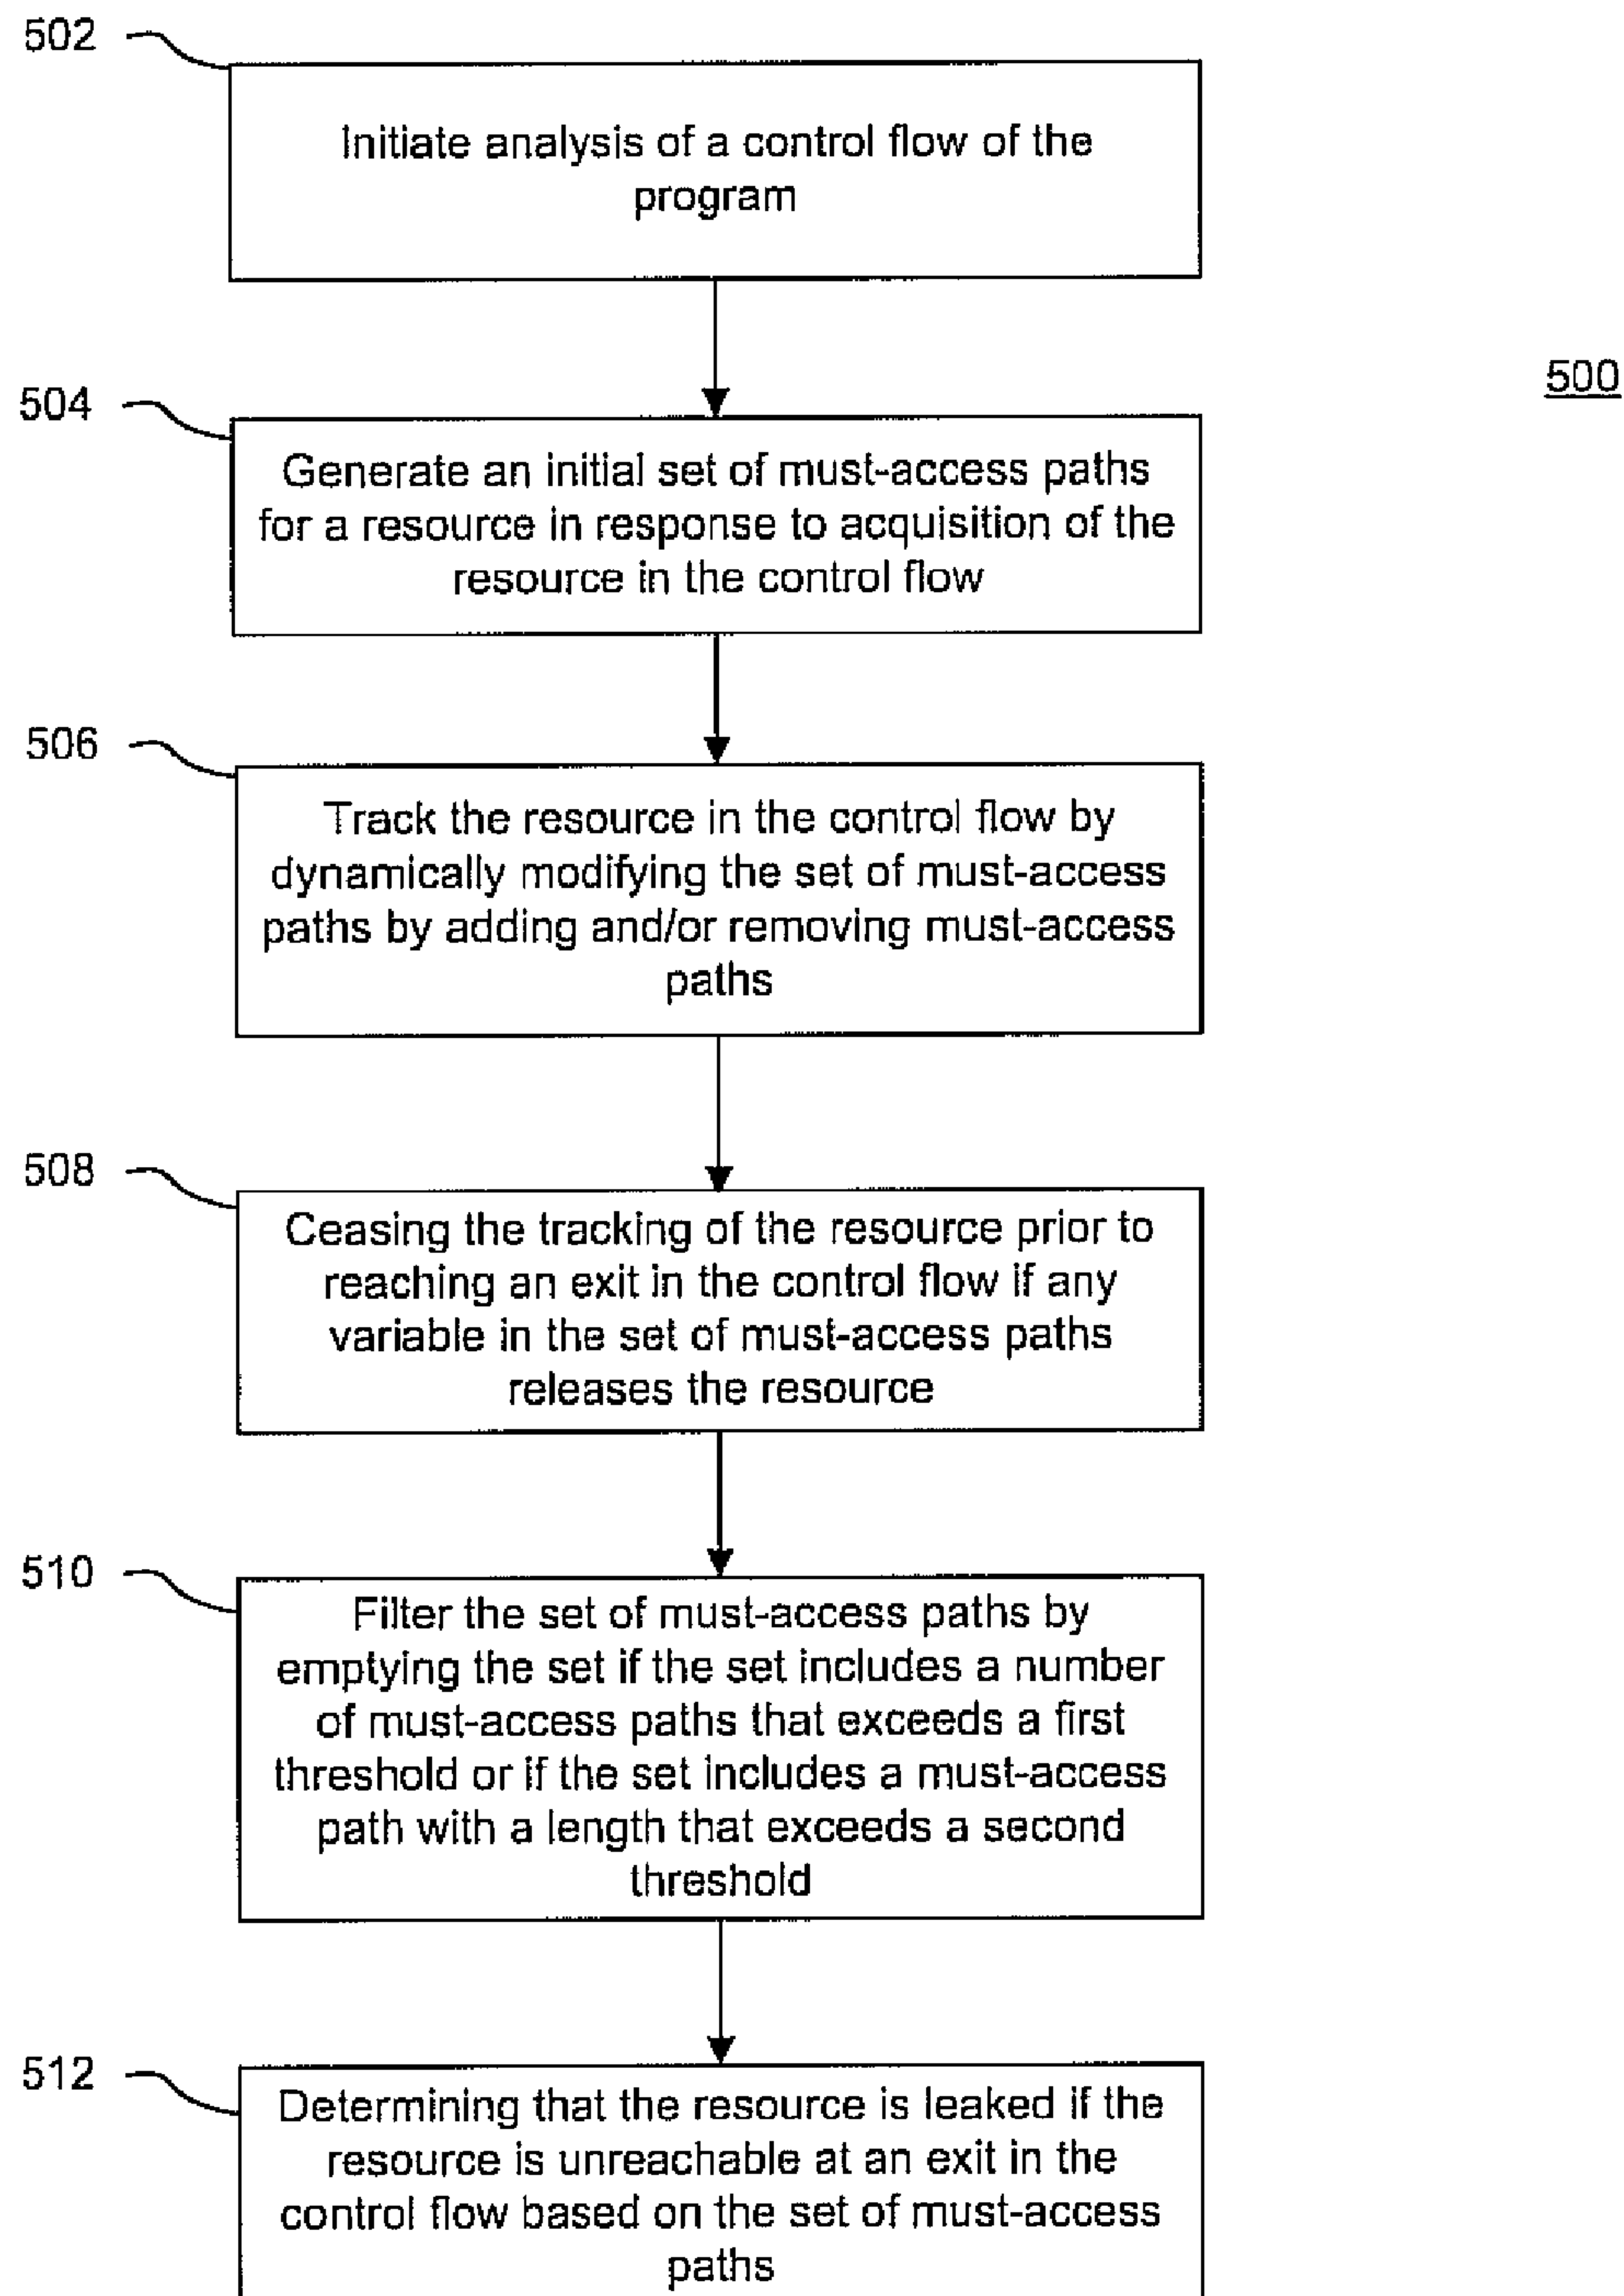 502
Initiate analysis of a control flow of the
program
500
504
Generate an initial set of must-access paths
for a resource in response to acquisition of the
resource in the control flow
506
Track the resource in the control flow by
dynamically modifying the set of must-access
paths by adding and/or removing must-access
paths
508
Ceasing the tracking of the resource prior to
reaching an exit in the control flow if any
variable in the set of must-access paths
releases the resource
510
Filter the set of must-access paths by
emptying the set if the set includes a number
of must-access paths that exceeds a first
threshold or if the set includes a must-access
path with a length that exceeds a second
threshold
512
Determining that the resource is leaked if the
resource is unreachable at an exit in the
control flow based on the set of must-access
paths